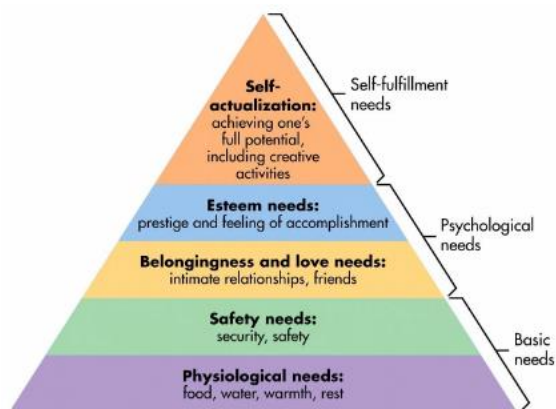 Self-
actualization:
achieving one's
full potential,
including creative
activities
Self-fulfillment
needs
Esteem needs:
prestige and feeling of accomplishment
Belongingness and love needs:
intimate relationships, friends
Psychological
needs
Safety needs:
security, safety
Physiological needs:
food, water, warmth, rest
Basic
needs